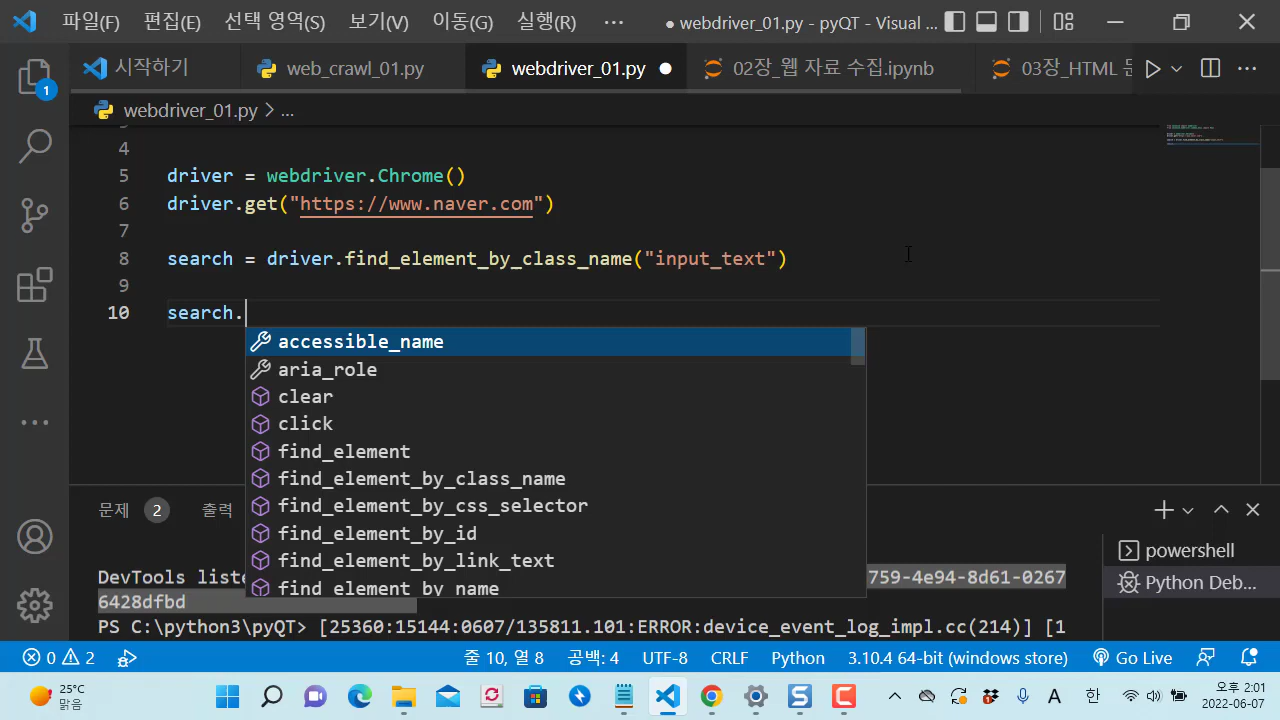 파일(F) 편집(E) 선택 영역(S) 보기(V) 이동(G) 실행(R) ··· ● webdriver_01.py - pyQT - Visual ...
시작하기 web_crawl_01.py webdriver_01.py ● 02장_웹 자료 수집.ipynb 03장_HTML 문 ···
1
webdriver_01.py > ...
4
5 driver = webdriver.Chrome()
6 driver.get("https://www.naver.com")
7
8 search = driver.find_element_by_class_name("input_text")
9
10 search.
accessible_name
aria_role
clear
click
find_element
find_element_by_class_name
find_element_by_css_selector
find_element_by_id
find_element_by_link_text
find_element_by_name
문제 2 출력
powershell
Python Deb...
DevTools liste 759-4e94-8d61-0267
6428dfbd
PS C:\python3\pyQT> [25360:15144:0607/135811.101:ERROR:device_event_log_impl.cc(214)] [1
0 2 줄 10, 열 8 공백: 4 UTF-8 CRLF Python 3.10.4 64-bit (windows store) Go Live
25°C
맑음
A 한
오후 2:01
2022-06-07